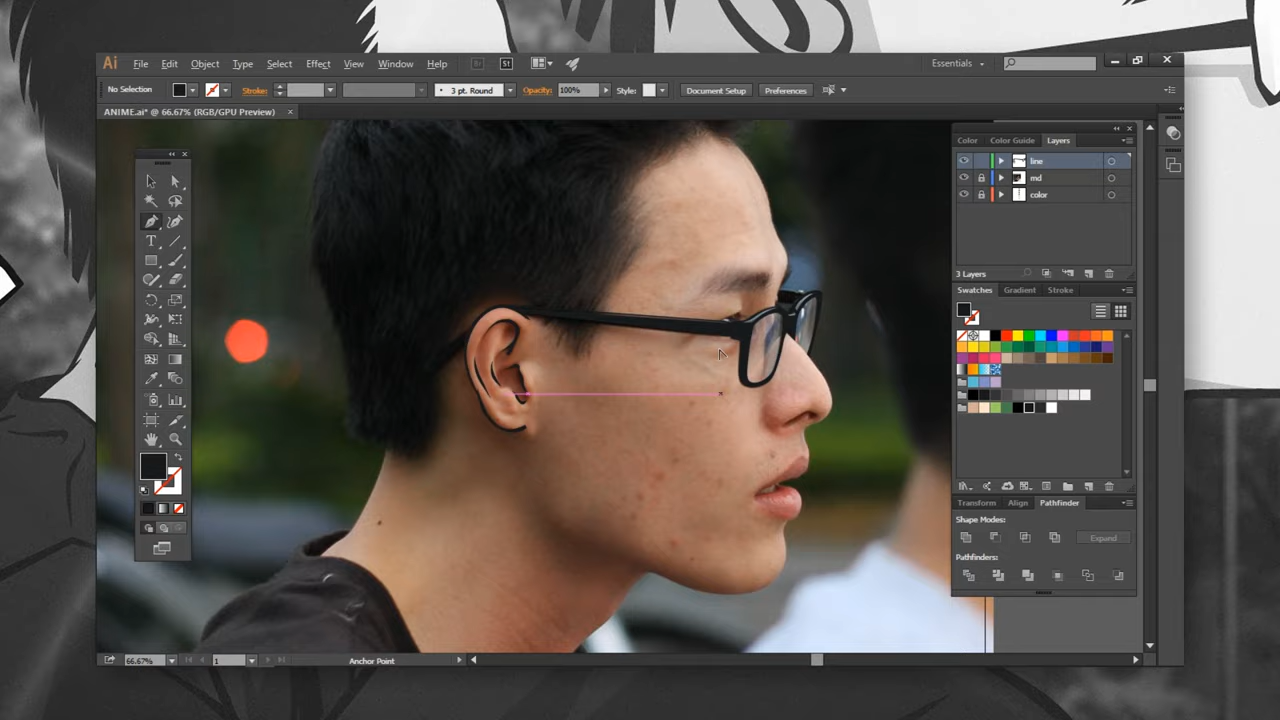 Ai File Edit Object Type Select Effect View Window Help Br St Essentials
No Selection Stroke: 3 pt. Round Opacity: 100% Style: Document Setup Preferences
ANIME.ai* @ 66.67% (RGB/GPU Preview)
Color Color Guide Layers
line
md
color
3 Layers
Swatches Gradient Stroke
Transform Align Pathfinder
Shape Modes:
Expand
Pathfinders:
66.67% 1 Anchor Point